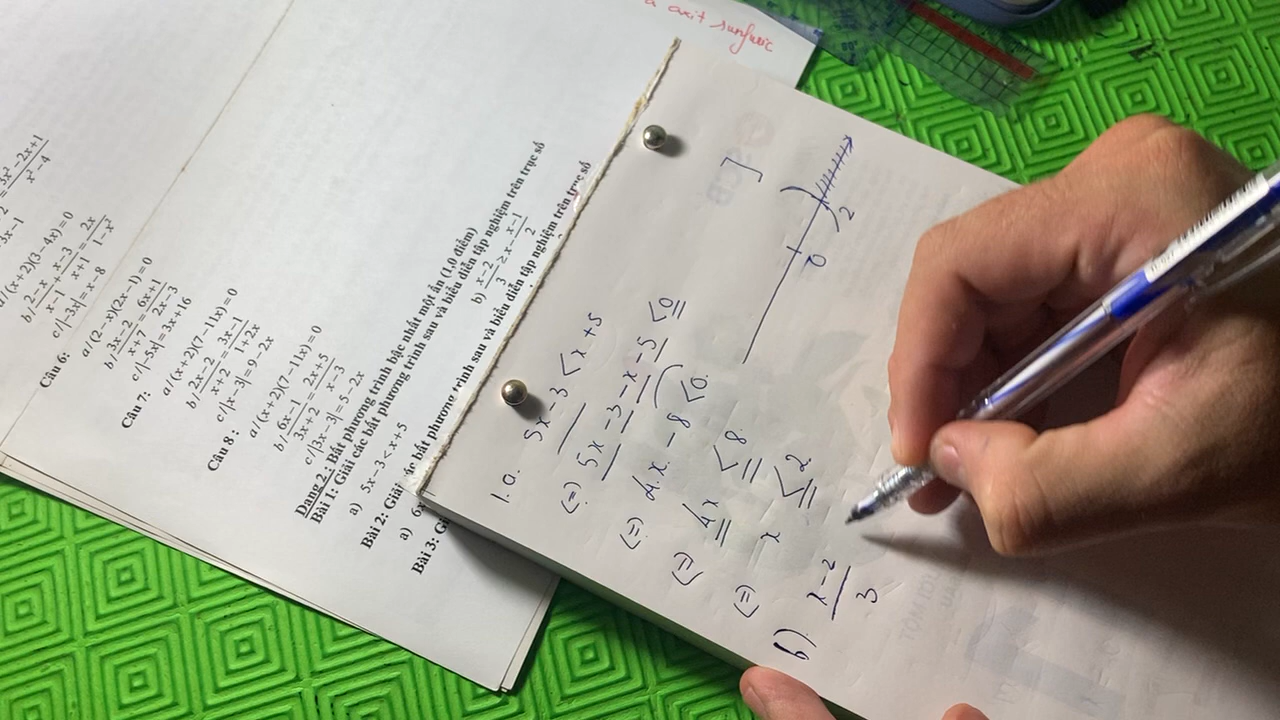 a axit sunfuric
3x² - 2x + 1
x² - 4
3x - 1
a/ (x + 2)(3 - 4x) = 0
b/ 2 - x / x - 1 + x - 3 / x + 1 = 2x / 1 - x²
c/ |-3x| = x - 8
Câu 6:
a/ (2 - x)(2x - 1) = 0
b/ 3x - 2 / x + 7 = 6x + 1 / 2x - 3
c/ |-5x| = 3x + 16
Câu 7:
a/ (x + 2)(7 - 11x) = 0
b/ 2x - 2 / x + 2 = 3x - 1 / 1 + 2x
c/ |x - 3| = 9 - 2x
Câu 8 :
a/ (x + 2)(7 - 11x) = 0
b/ 6x - 1 / 3x + 2 = 2x + 5 / x - 3
c/ |3x - 3| = 5 - 2x
Dạng 2 : Bất phương trình bậc nhất một ẩn (1,0 điểm)
Bài 1: Giải các bất phương trình sau và biểu diễn tập nghiệm trên trục số
a) 5x - 3 < x + 5 b) x - 2 / 3 ≥ x - x - 1 / 2
Bài 2: Giải các bất phương trình sau và biểu diễn tập nghiệm trên trục số
a) 6
Bài 3: Gi
1.a. 5x - 3 < x + 5
(=) 5x - 3 - x - 5 < 0
(=) 4x - 8 < 0.
(=) 4x < 8
(=) x < 2
0 2
b). x - 2 / 3